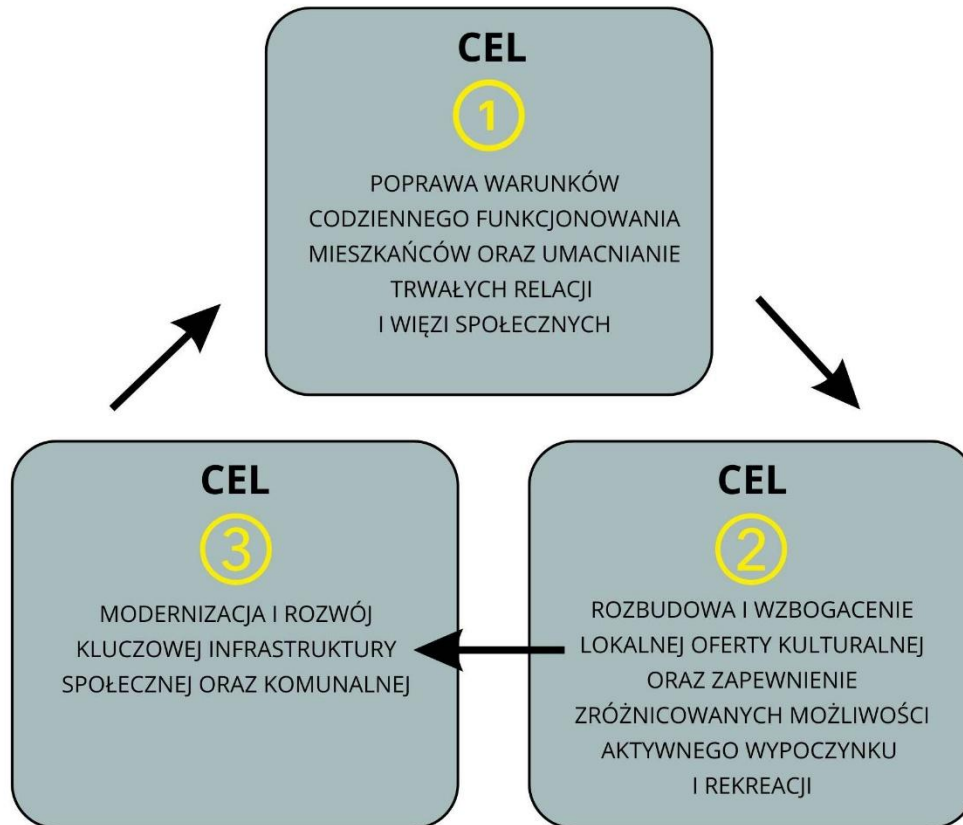 CEL
1
POPRAWA WARUNKÓW
CODZIENNEGO FUNKCJONOWANIA
MIESZKAŃCÓW ORAZ UMACNIANIE
TRWAŁYCH RELACJI
I WIĘZI SPOŁECZNYCH
CEL
2
ROZBUDOWA I WZBOGACENIE
LOKALNEJ OFERTY KULTURALNEJ
ORAZ ZAPEWNIENIE
ZRÓŻNICOWANYCH MOŻLIWOŚCI
AKTYWNEGO WYPOCZYNKU
I REKREACJI
CEL
3
MODERNIZACJA I ROZWÓJ
KLUCZOWEJ INFRASTRUKTURY
SPOŁECZNEJ ORAZ KOMUNALNEJ